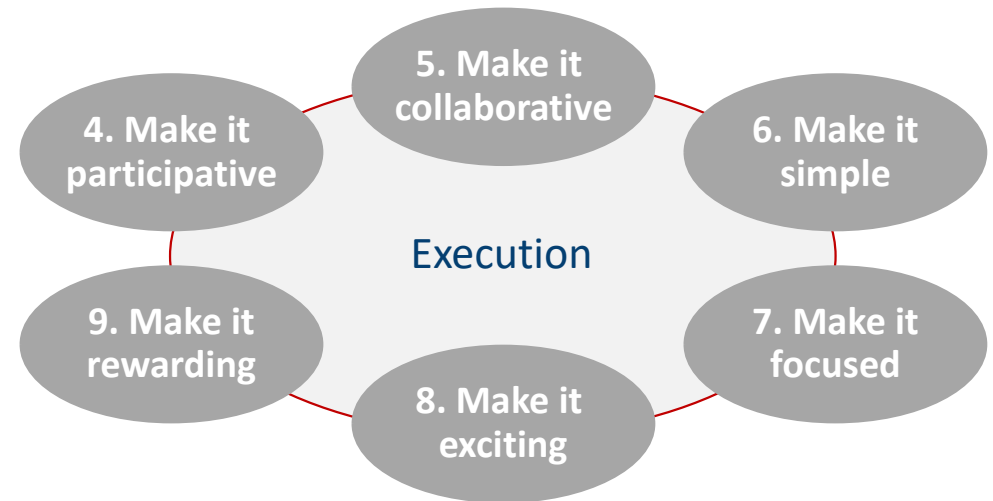 4. Make it
participative
5. Make it
collaborative
6. Make it
simple
Execution
7. Make it
focused
8. Make it
exciting
9. Make it
rewarding